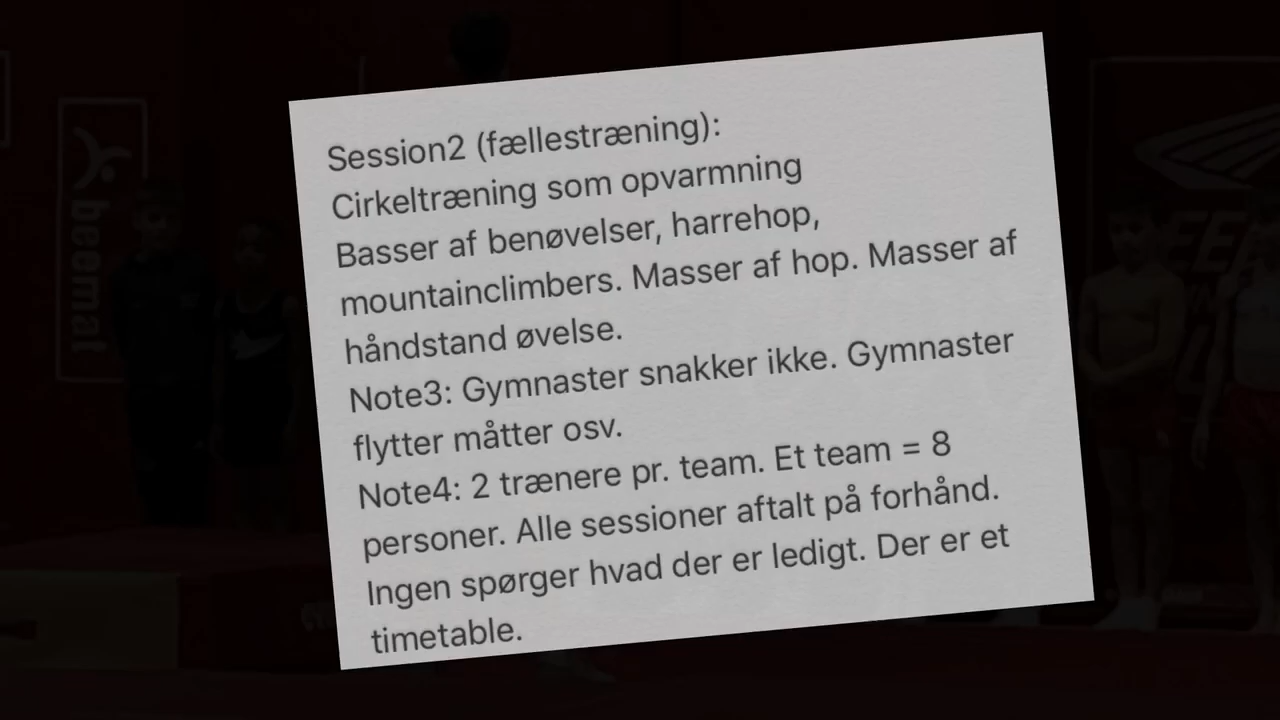 Session2 (fællestræning):
Cirkeltræning som opvarmning
Basser af benøvelser, harrehop,
mountainclimbers. Masser af hop. Masser af
håndstand øvelse.
Note3: Gymnaster snakker ikke. Gymnaster
flytter måtter osv.
Note4: 2 trænere pr. team. Et team = 8
personer. Alle sessioner aftalt på forhånd.
Ingen spørger hvad der er ledigt. Der er et
timetable.
beemat